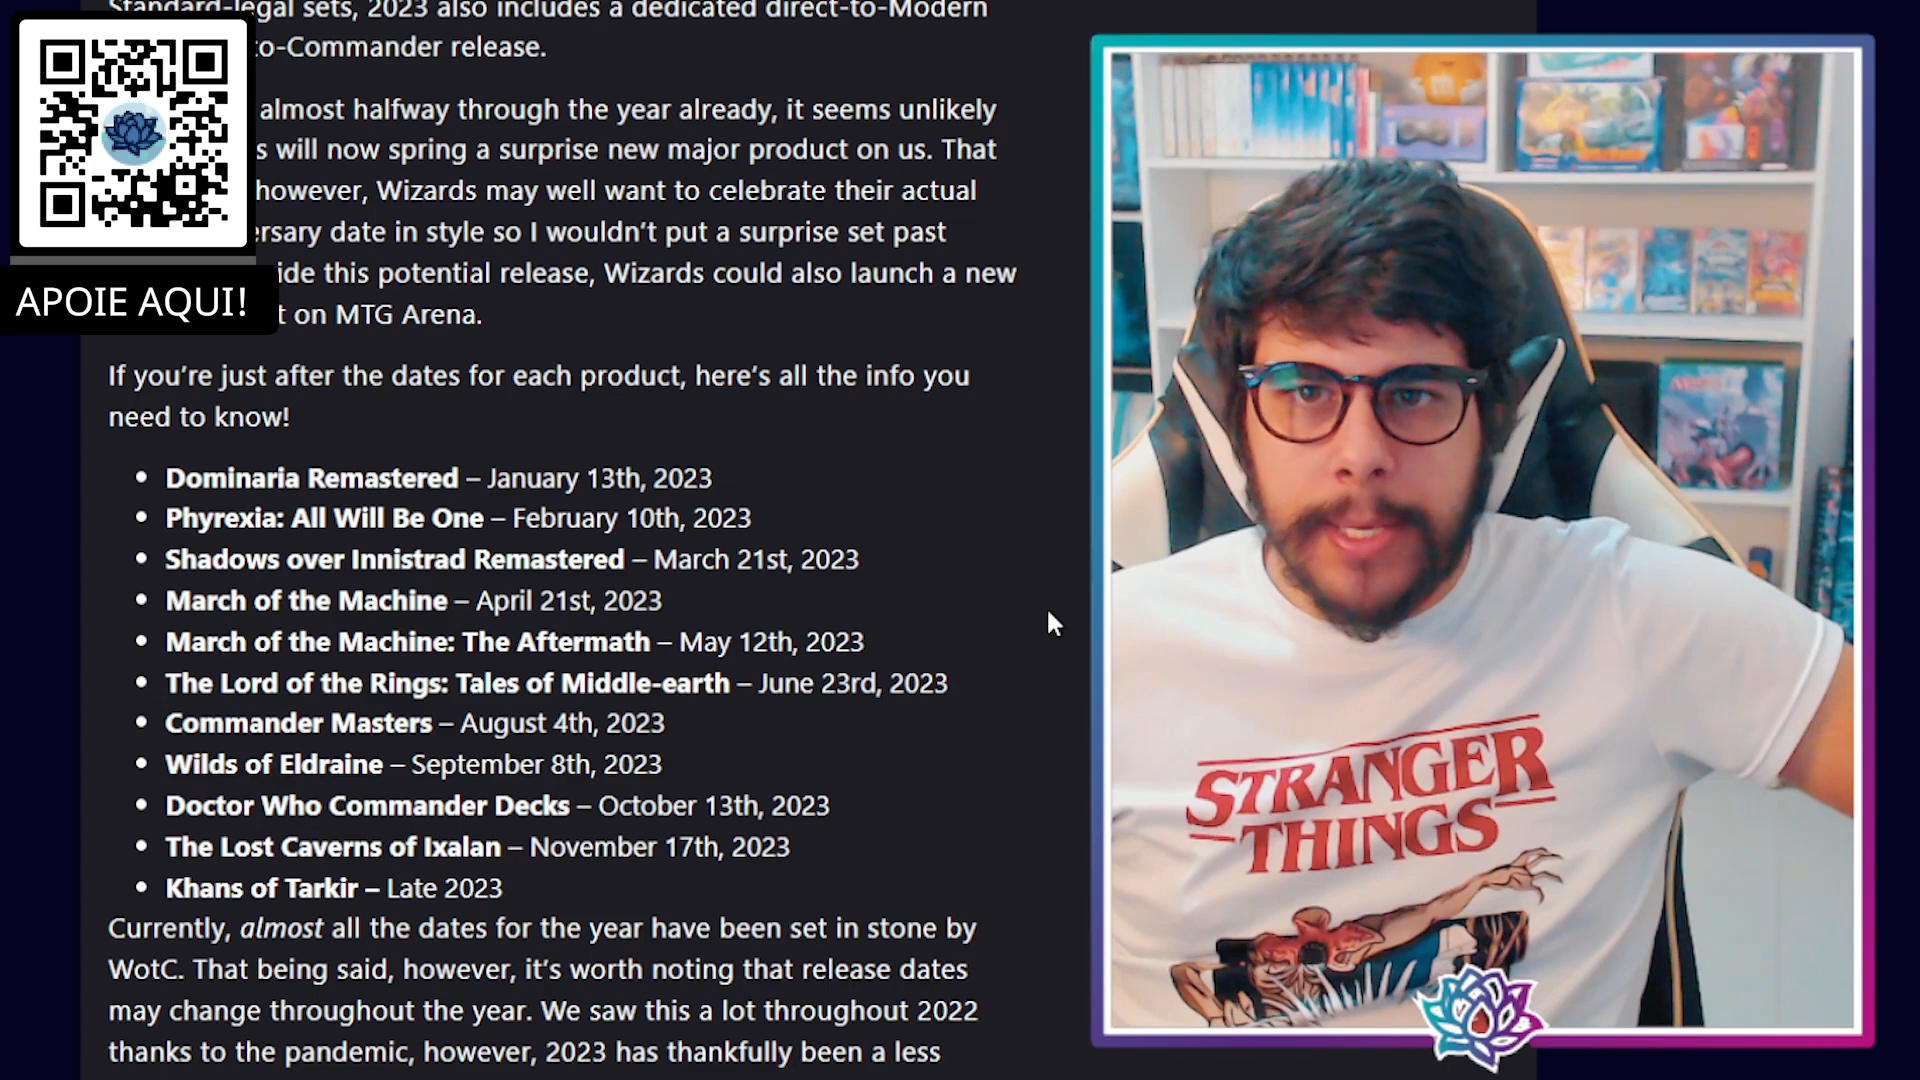 Standard-legal sets, 2023 also includes a dedicated direct-to-Modern
to-Commander release.
almost halfway through the year already, it seems unlikely
s will now spring a surprise new major product on us. That
however, Wizards may well want to celebrate their actual
ersary date in style so I wouldn't put a surprise set past
ide this potential release, Wizards could also launch a new
APOIE AQUI!
t on MTG Arena.
If you're just after the dates for each product, here's all the info you
need to know!
• Dominaria Remastered – January 13th, 2023
• Phyrexia: All Will Be One – February 10th, 2023
• Shadows over Innistrad Remastered – March 21st, 2023
• March of the Machine – April 21st, 2023
• March of the Machine: The Aftermath – May 12th, 2023
• The Lord of the Rings: Tales of Middle-earth – June 23rd, 2023
• Commander Masters – August 4th, 2023
• Wilds of Eldraine – September 8th, 2023
• Doctor Who Commander Decks – October 13th, 2023
• The Lost Caverns of Ixalan – November 17th, 2023
• Khans of Tarkir – Late 2023
Currently, almost all the dates for the year have been set in stone by
WotC. That being said, however, it's worth noting that release dates
may change throughout the year. We saw this a lot throughout 2022
thanks to the pandemic, however, 2023 has thankfully been a less
STRANGER
THINGS